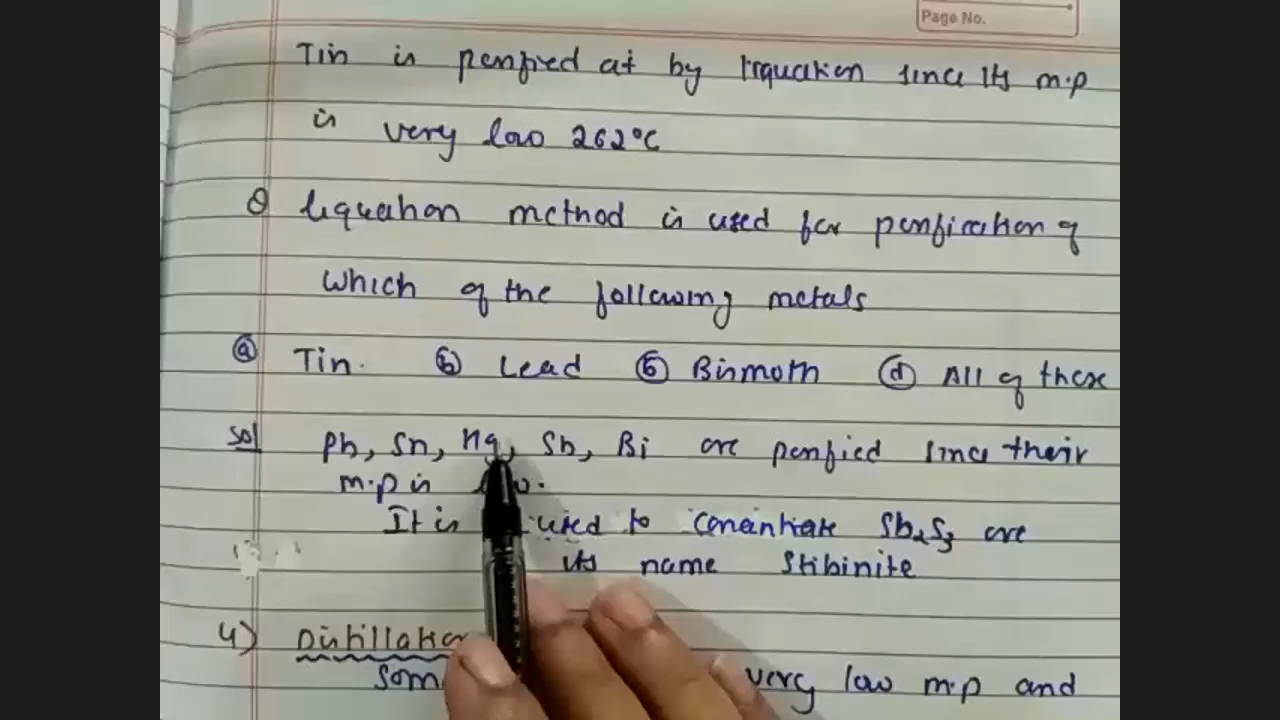 Page No.
Tin is purified at by liquation since its m.p
is very low 262°C
Q liquation method is used for purification of
which of the following metals
(a) Tin. (b) Lead (c) Bismoth (d) All of these
Sol Pb, Sn, Hg, Sb, Bi are purified since their
m.p is
It is used to concentrate Sb2S3 ore
its name Stibinite
4) Distillation
very low m.p and